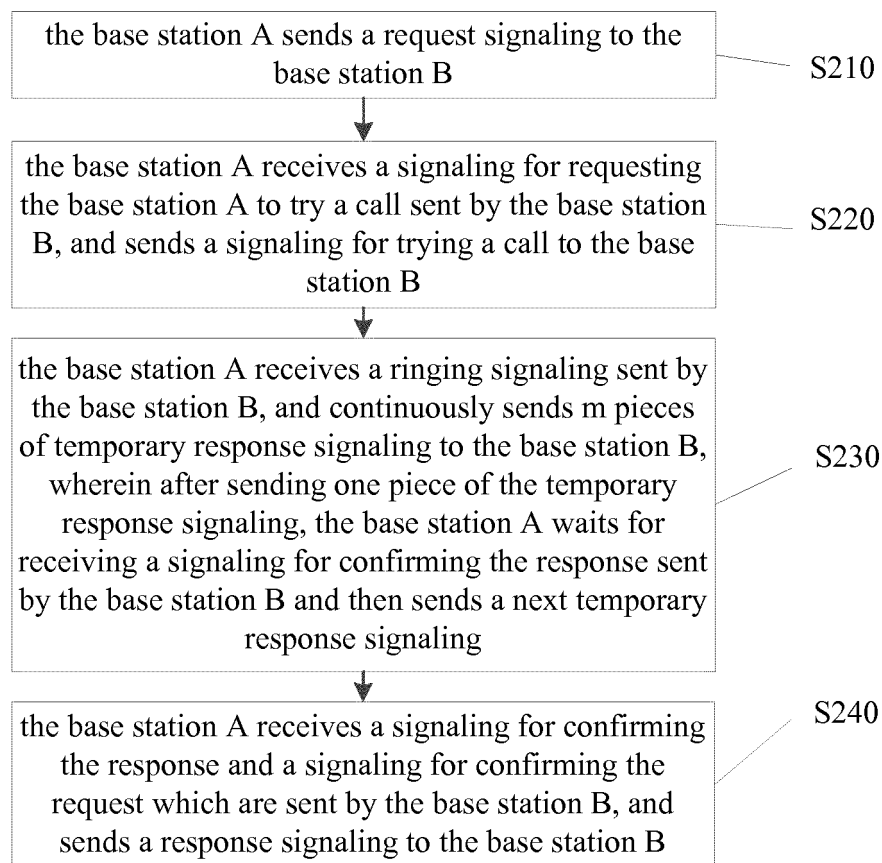 the base station A sends a request signaling to the
base station B
S210
the base station A receives a signaling for requesting
the base station A to try a call sent by the base station
B, and sends a signaling for trying a call to the base
station B
S220
the base station A receives a ringing signaling sent by
the base station B, and continuously sends m pieces
of temporary response signaling to the base station B,
wherein after sending one piece of the temporary
response signaling, the base station A waits for
receiving a signaling for confirming the response sent
by the base station B and then sends a next temporary
response signaling
S230
the base station A receives a signaling for confirming
the response and a signaling for confirming the
request which are sent by the base station B, and
sends a response signaling to the base station B
S240